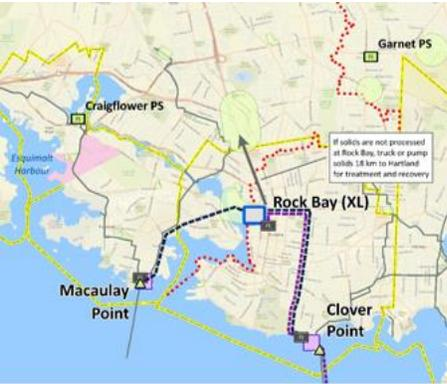 Garnet PS
Craigflower PS
If solids are not processed
at Rock Bay, truck or pump
solids 18 km to Hartland
for treatment and recovery
Esquimalt
Harbour
Rock Bay (XL)
Macaulay
Point
Clover
Point